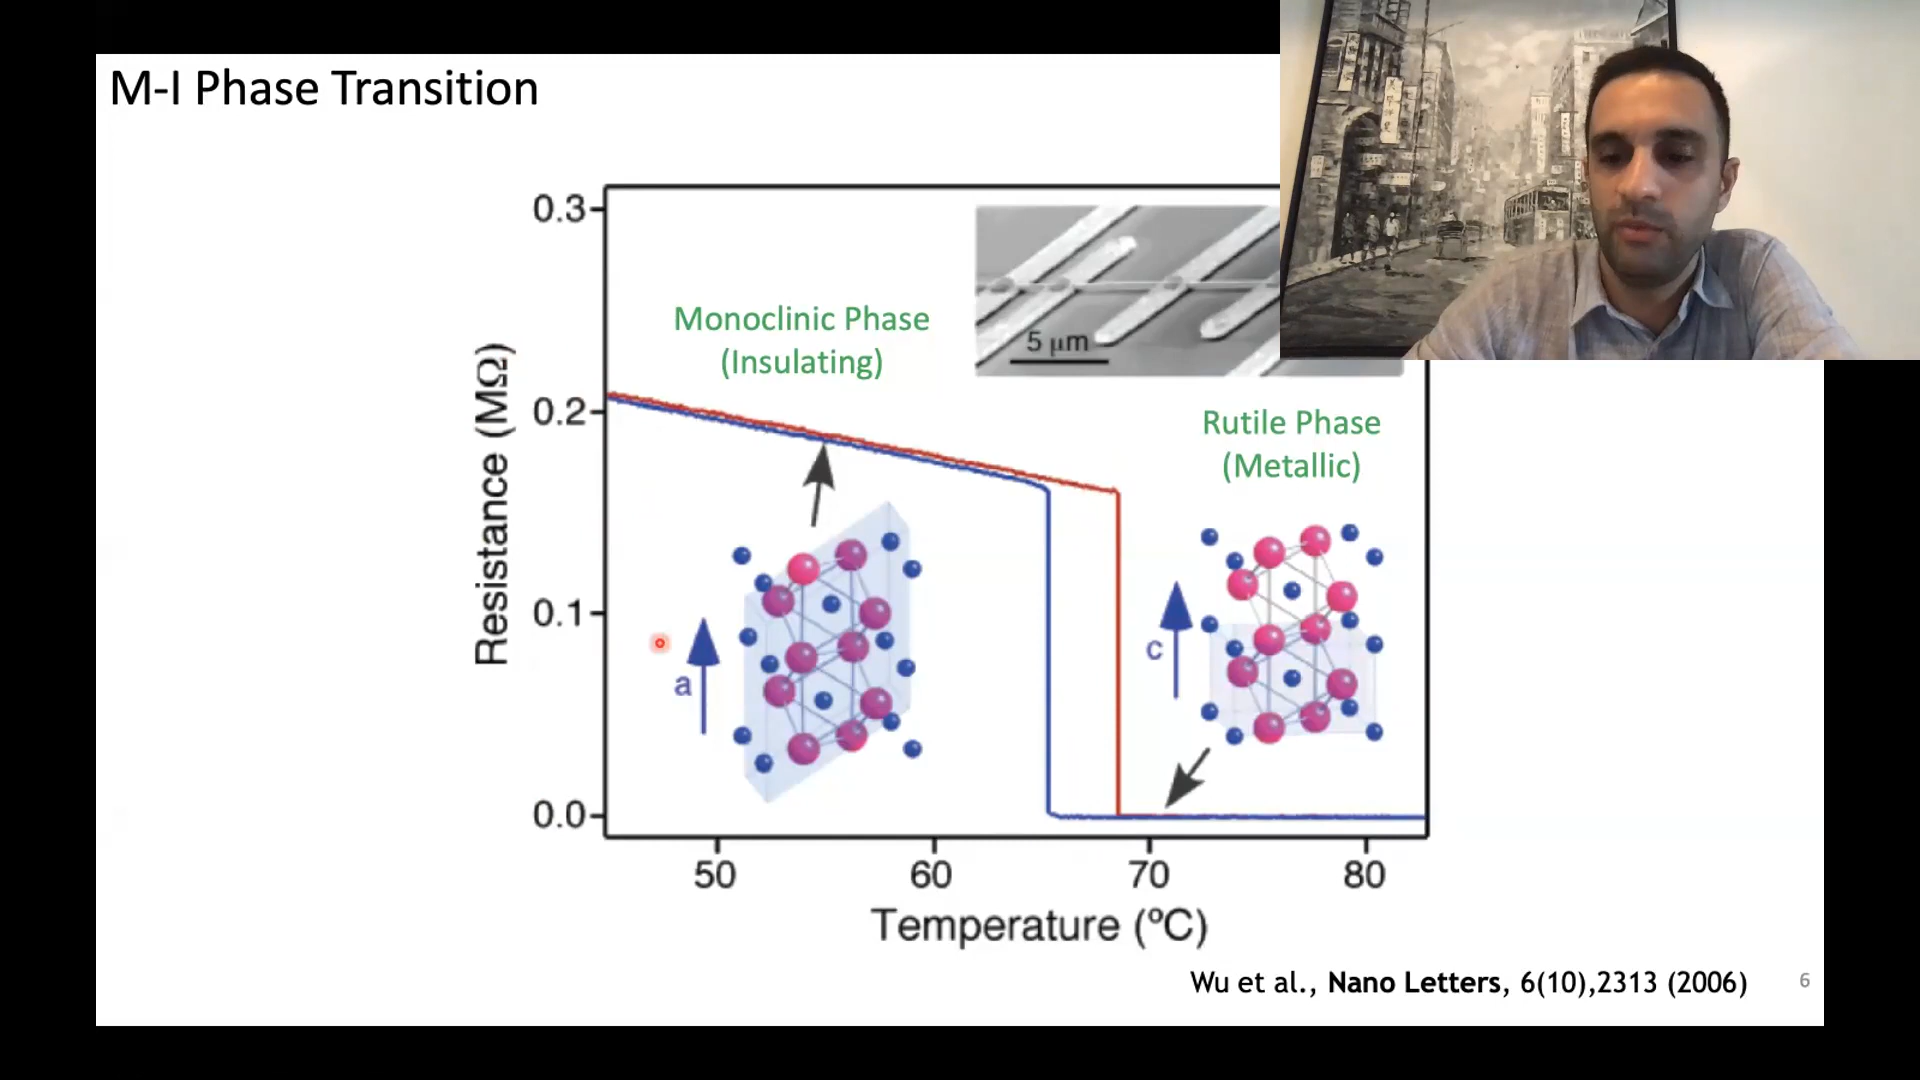 M-I Phase Transition
0.3
0.2
0.1
0.0
Resistance (MΩ)
Monoclinic Phase
(Insulating)
5 μm
Rutile Phase
(Metallic)
a
c
50
60
70
80
Temperature (ºC)
Wu et al., Nano Letters, 6(10),2313 (2006)
6